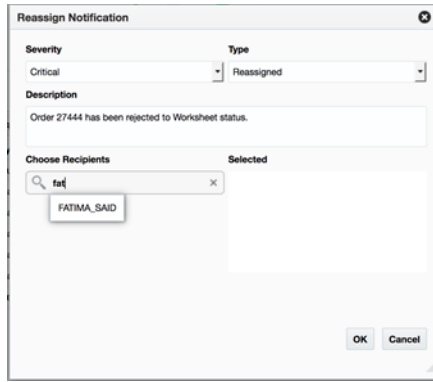 Reassign Notification
Severity
Type
Critical
Reassigned
Description
Order 27444 has been rejected to Worksheet status.
Choose Recipients
Selected
fat
FATIMA_SAID
OK
Cancel